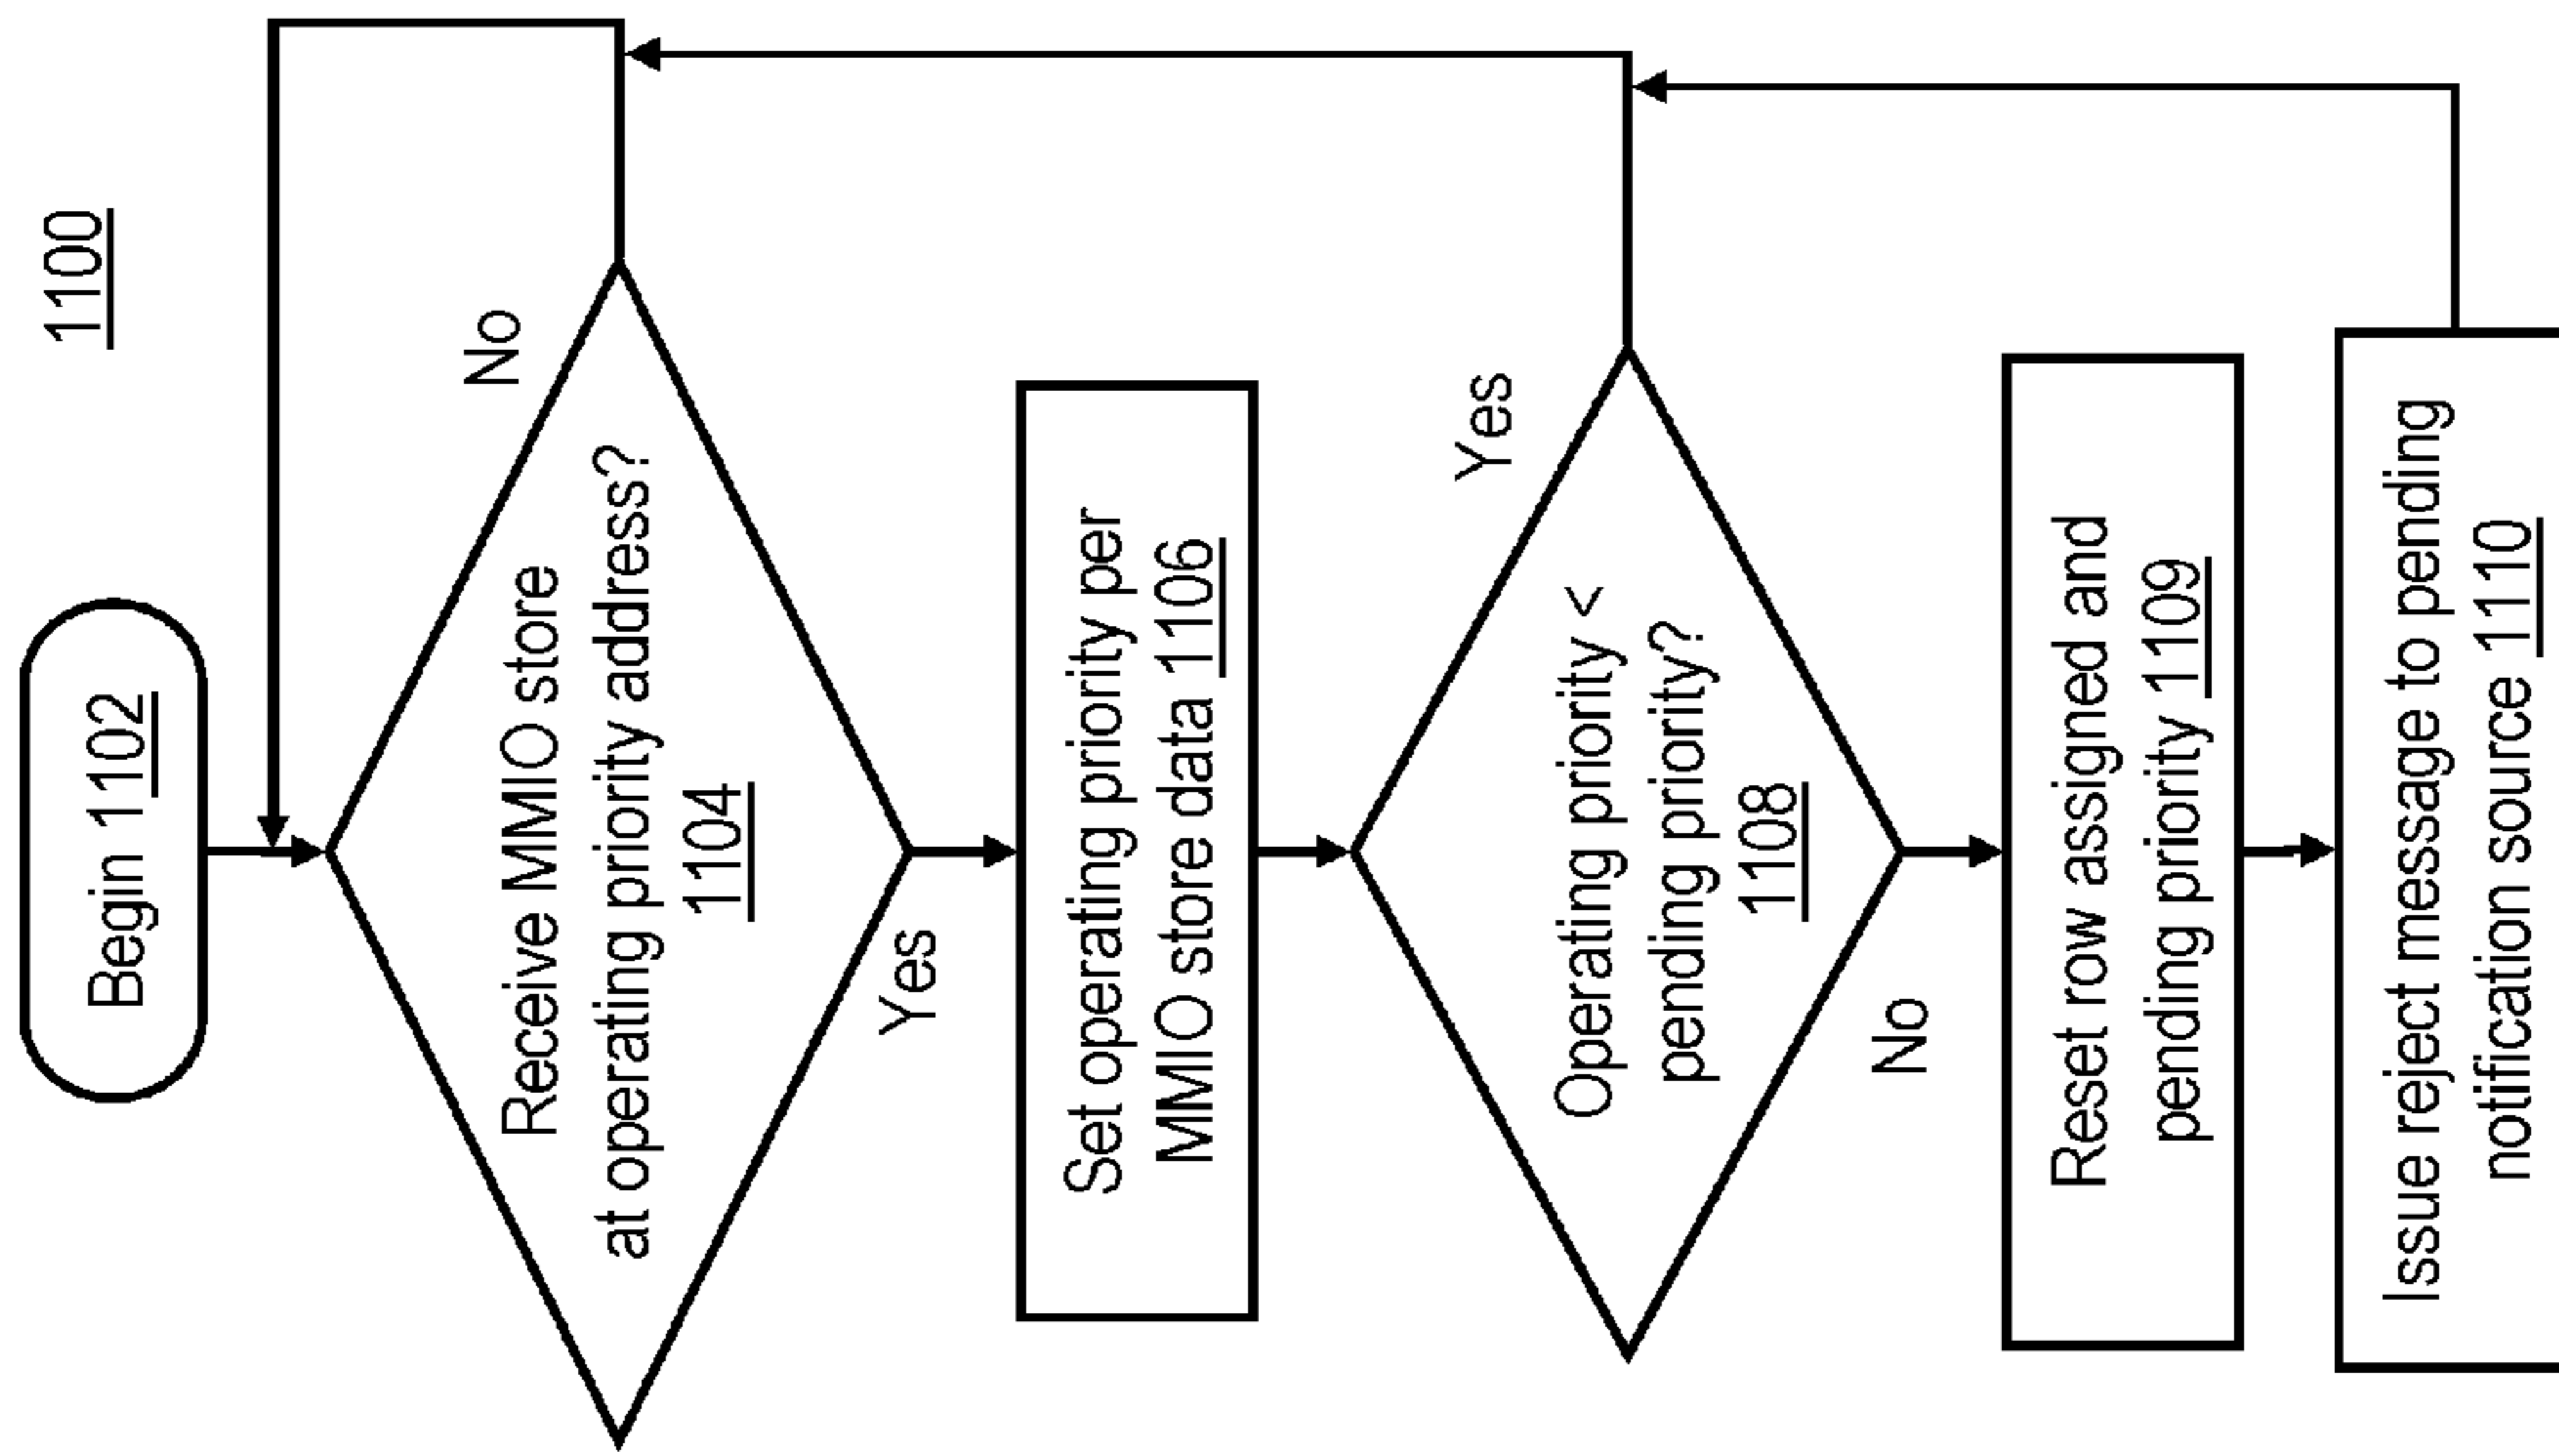 1100
Begin 1102
Receive MMIO store
at operating priority address?
1104
No
Yes
Set operating priority per
MMIO store data 1106
Operating priority <
pending priority?
1108
Yes
No
Reset row assigned and
pending priority 1109
Issue reject message to pending
notification source 1110